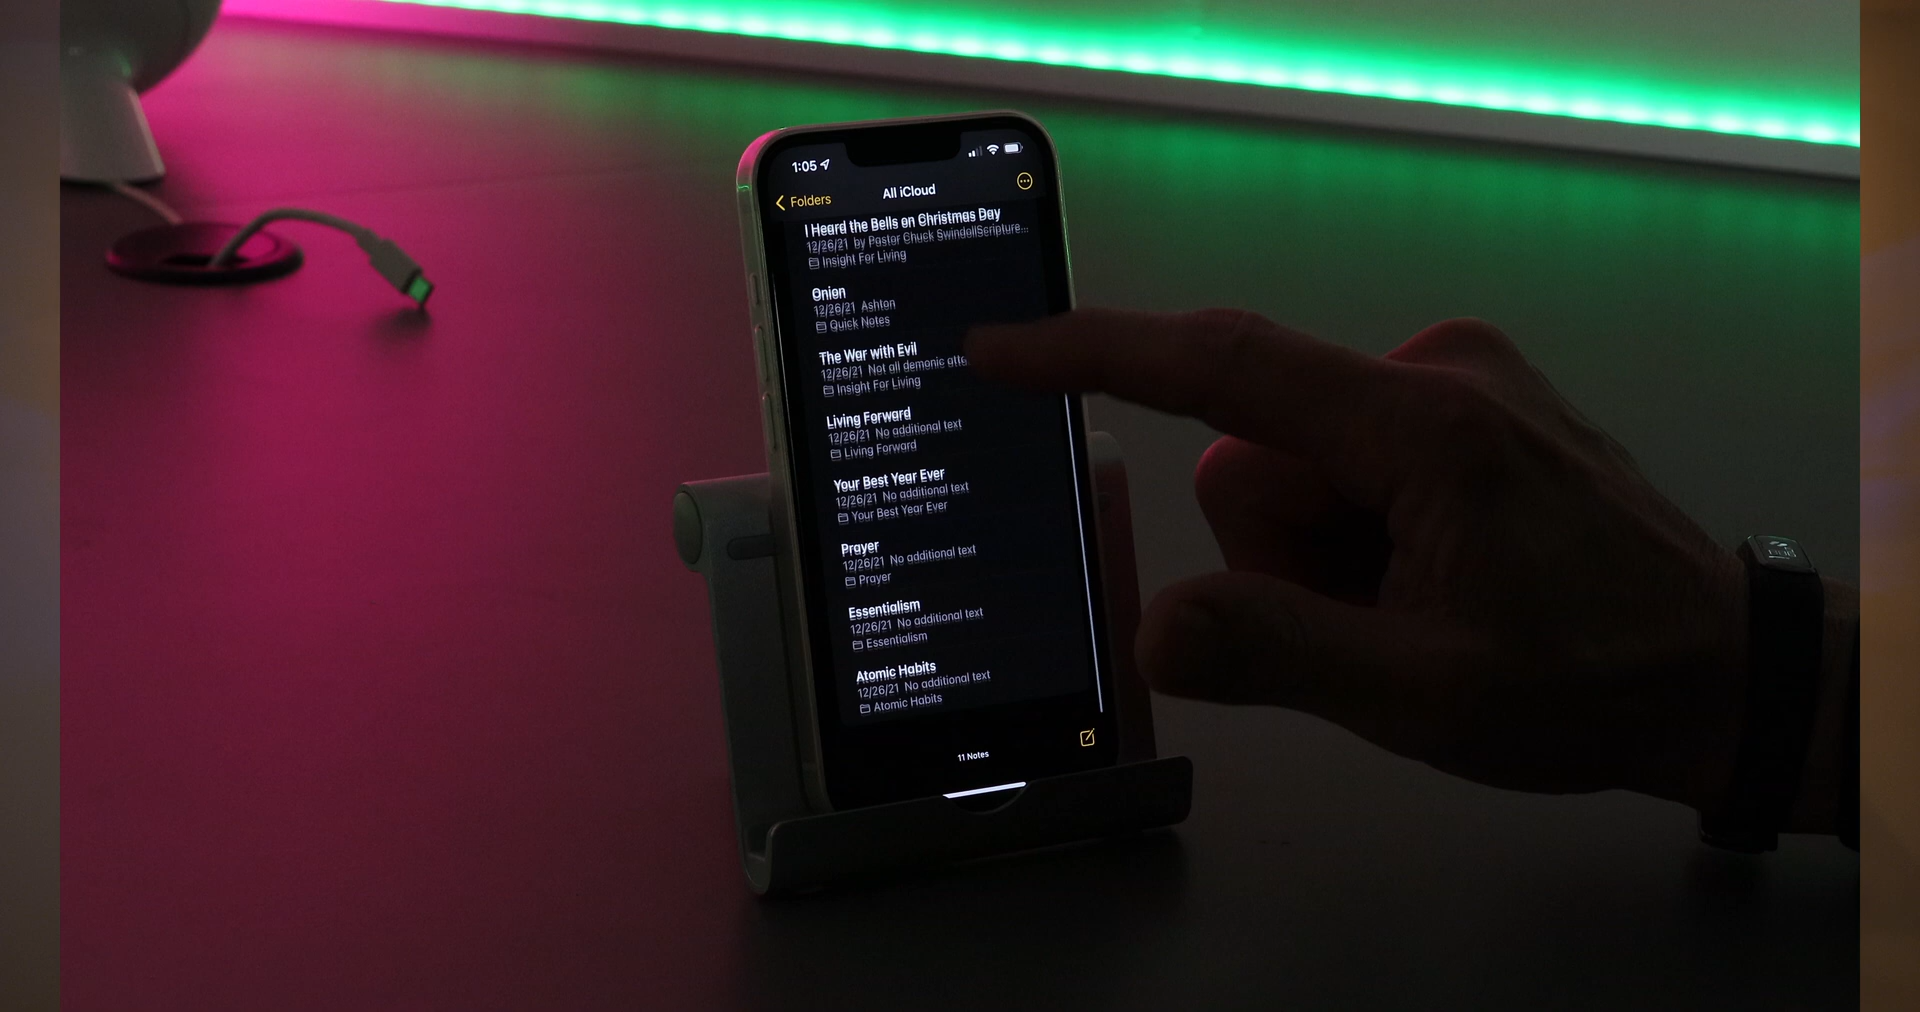 1:05
Folders
All iCloud
I Heard the Bells on Christmas Day
12/26/21 by Pastor Chuck SwindollScripture...
Insight For Living
Onion
12/26/21 Ashton
Quick Notes
The War with Evil
12/26/21 Not all demonic atte
Insight For Living
Living Forward
12/26/21 No additional text
Living Forward
Your Best Year Ever
12/26/21 No additional text
Your Best Year Ever
Prayer
12/26/21 No additional text
Prayer
Essentialism
12/26/21 No additional text
Essentialism
Atomic Habits
12/26/21 No additional text
Atomic Habits
11 Notes